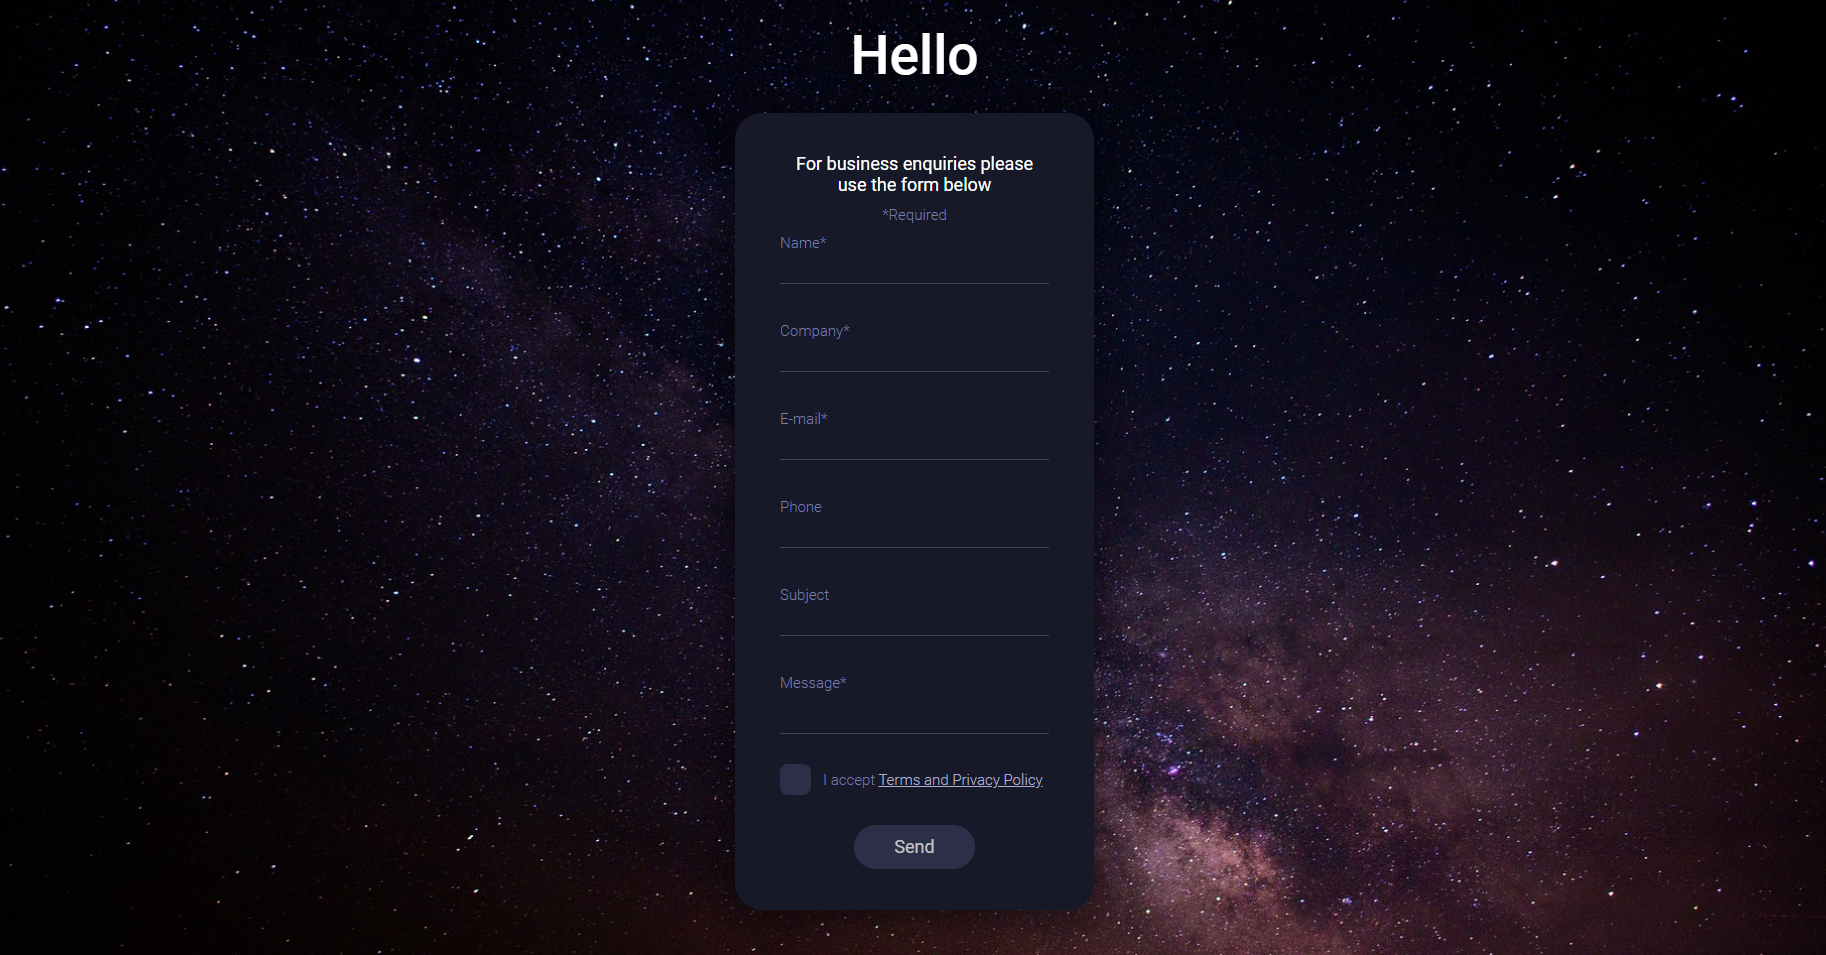 Hello
For business enquiries please
use the form below
*Required
Name*
Company*
E-mail*
Phone
Subject
Message*
I accept Terms and Privacy Policy
Send